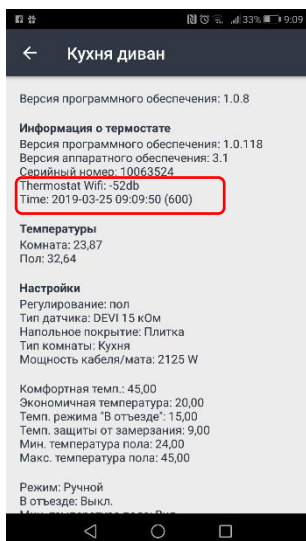 33% 9:09
Кухня диван
Версия программного обеспечения: 1.0.8
Информация о термостате
Версия программного обеспечения: 1.0.118
Версия аппаратного обеспечения: 3.1
Серийный номер: 10063524
Thermostat Wifi: -52db
Time: 2019-03-25 09:09:50 (600)
Температуры
Комната: 23,87
Пол: 32,64
Настройки
Регулирование: пол
Тип датчика: DEVI 15 кОм
Напольное покрытие: Плитка
Тип комнаты: Кухня
Мощность кабеля/мата: 2125 W
Комфортная темп.: 45,00
Экономичная температура: 20,00
Темп. режима "В отъезде": 15,00
Темп. защиты от замерзания: 9,00
Мин. температура пола: 24,00
Макс. температура пола: 45,00
Режим: Ручной
В отъезде: Выкл.